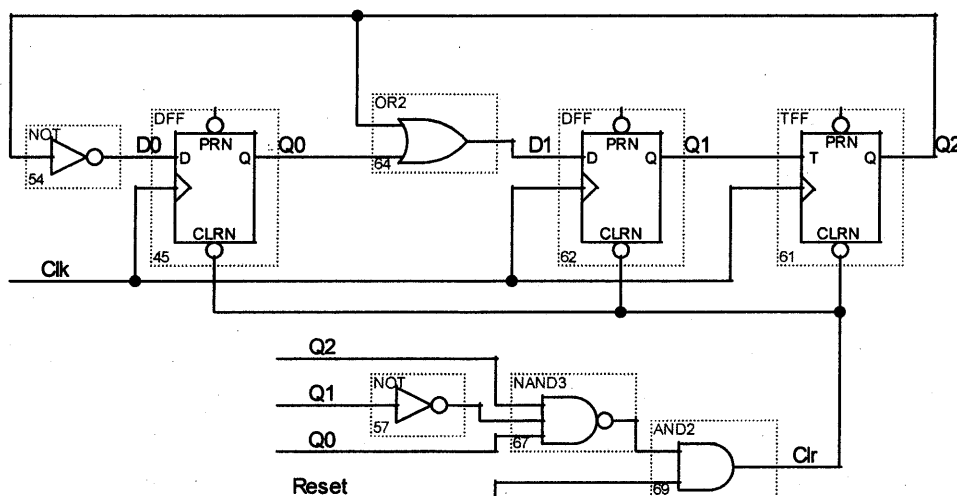 NOT
54
D0
DFF
PRN
D
Q
CLRN
45
Q0
OR2
64
D1
DFF
PRN
D
Q
CLRN
62
Q1
TFF
PRN
T
Q
CLRN
61
Q2
Clk
Q2
Q1
NOT
57
NAND3
67
Q0
AND2
69
Clr
Reset